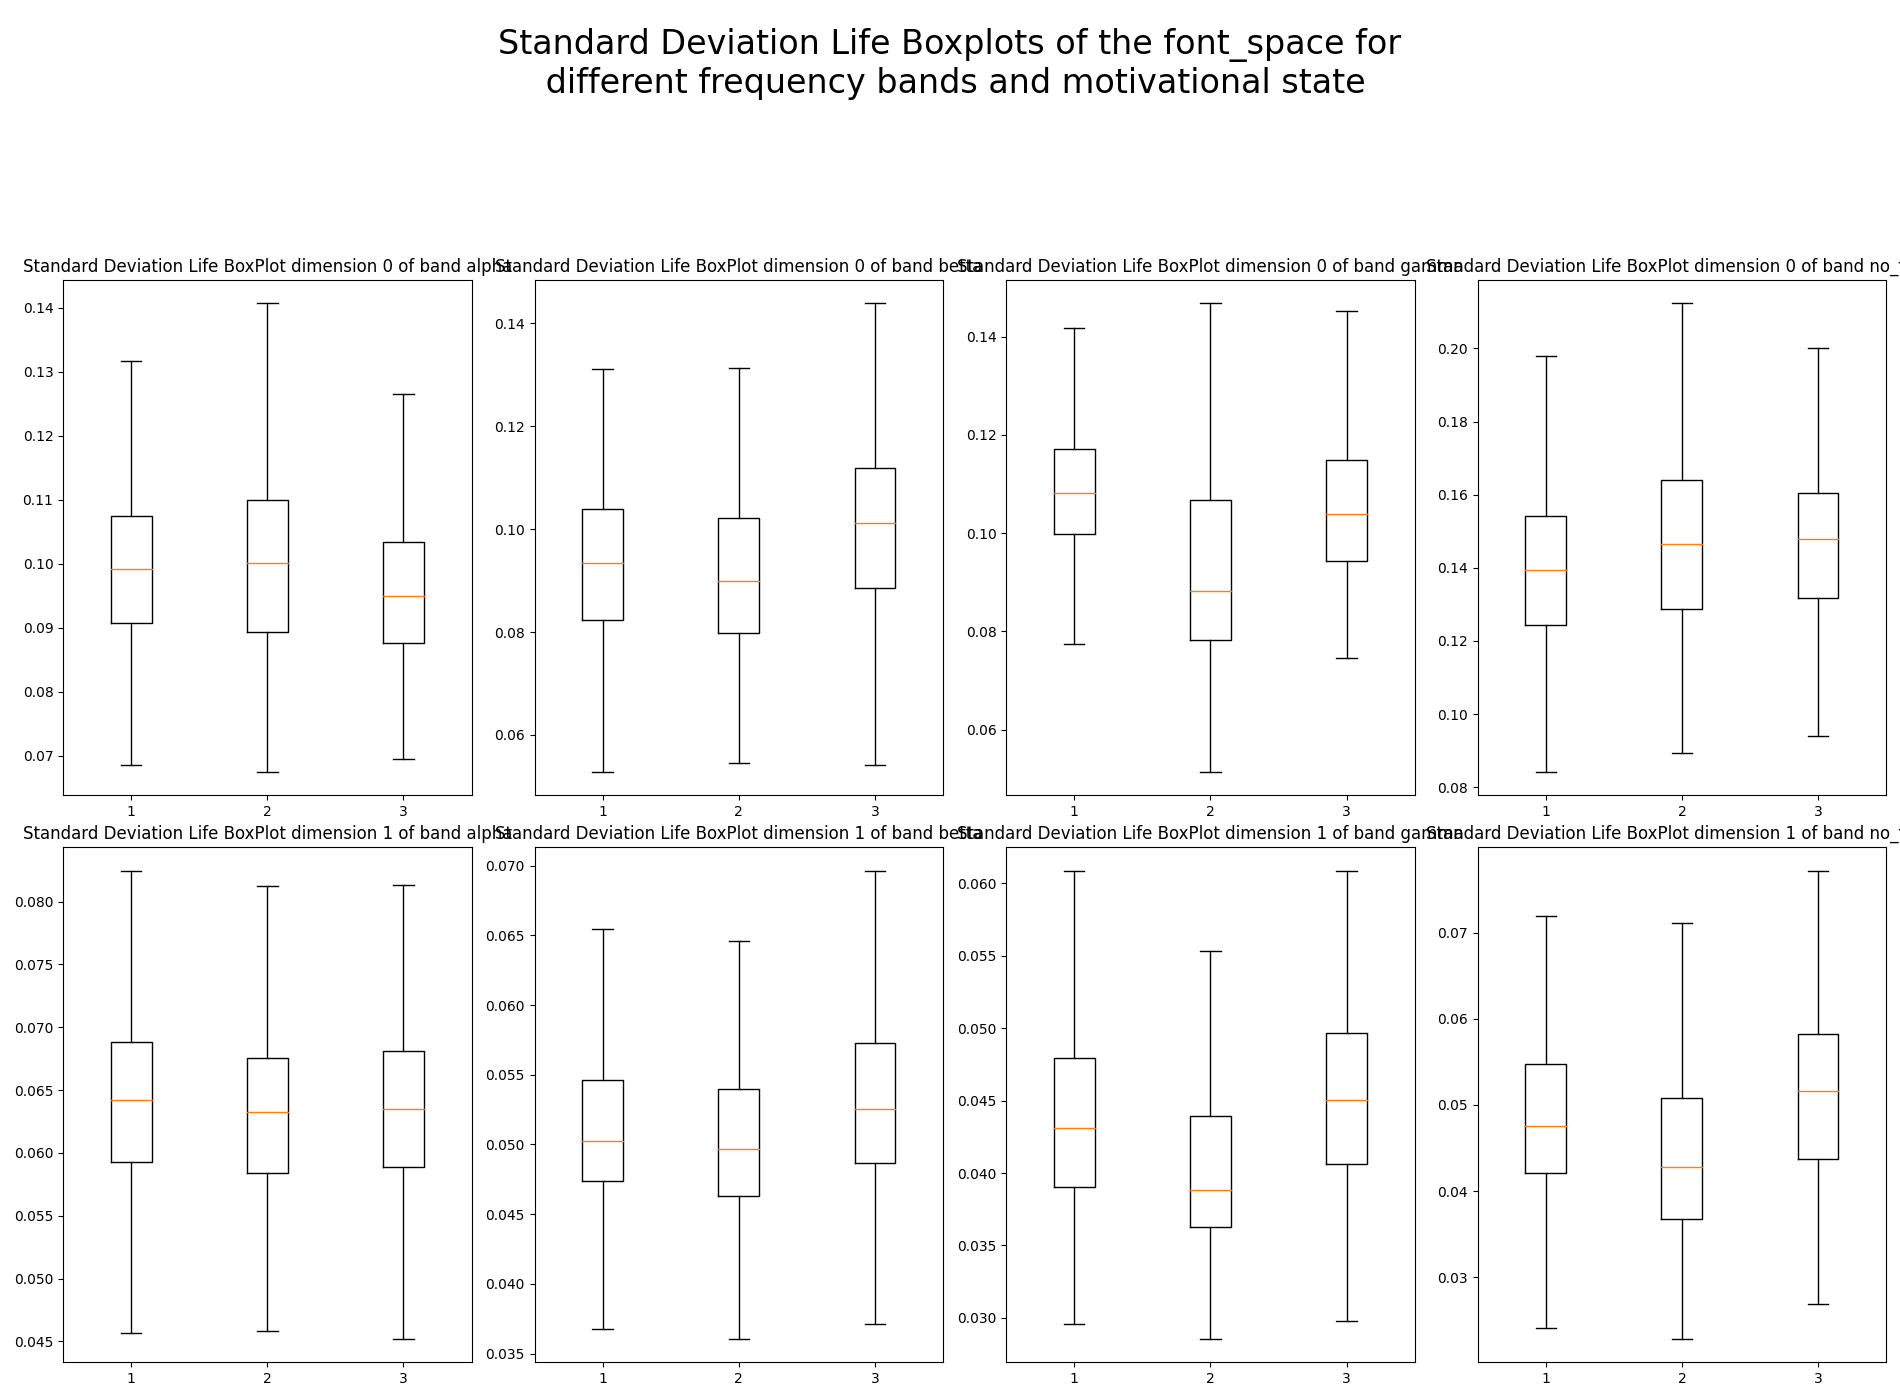 Standard Deviation Life Boxplots of the font_space for
different frequency bands and motivational state
Standard Deviation Life BoxPlot dimension 0 of band alpha
0.14
0.13
0.12
0.11
0.10
0.09
0.08
0.07
1 2 3
Standard Deviation Life BoxPlot dimension 0 of band betta
0.14
0.12
0.10
0.08
0.06
1 2 3
Standard Deviation Life BoxPlot dimension 0 of band gamma
0.14
0.12
0.10
0.08
0.06
1 2 3
Standard Deviation Life BoxPlot dimension 0 of band no_
0.20
0.18
0.16
0.14
0.12
0.10
0.08
1 2 3
Standard Deviation Life BoxPlot dimension 1 of band alpha
0.080
0.075
0.070
0.065
0.060
0.055
0.050
0.045
1 2 3
Standard Deviation Life BoxPlot dimension 1 of band betta
0.070
0.065
0.060
0.055
0.050
0.045
0.040
0.035
1 2 3
Standard Deviation Life BoxPlot dimension 1 of band gamma
0.060
0.055
0.050
0.045
0.040
0.035
0.030
1 2 3
Standard Deviation Life BoxPlot dimension 1 of band no_
0.07
0.06
0.05
0.04
0.03
1 2 3